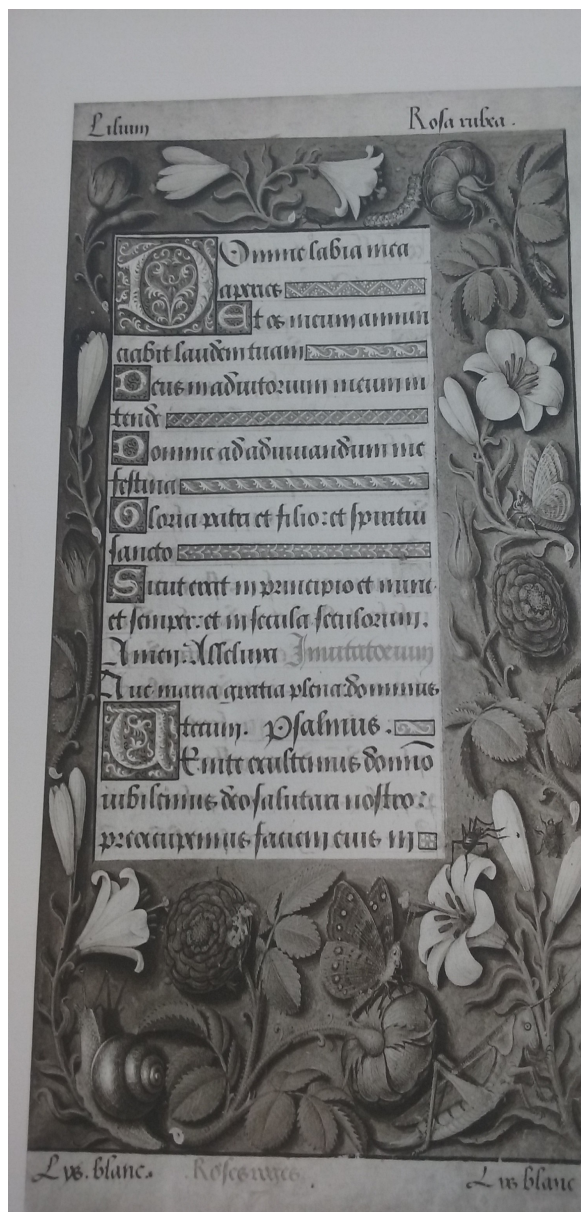 Lilium Rosa rubea.
Domine labia mea
aperies
Et os meum annun
ciabit laudem tuam
Deus in adiutorium meum in
tende
Domine ad adiuuandum me
festina
Gloria patri et filio: et spiritui
sancto
Sicut erat in principio et nunc
et semper: et in secula seculorum.
Amen. Alleluia Inuitatorium
Aue maria gratia plena: dominus
tecum. Psalmus.
VEnite exultemus domino
iubilemus deo salutari nostro:
preoccupemus faciem eius in
Lys. blanc. Roses rouges. Lys blanc